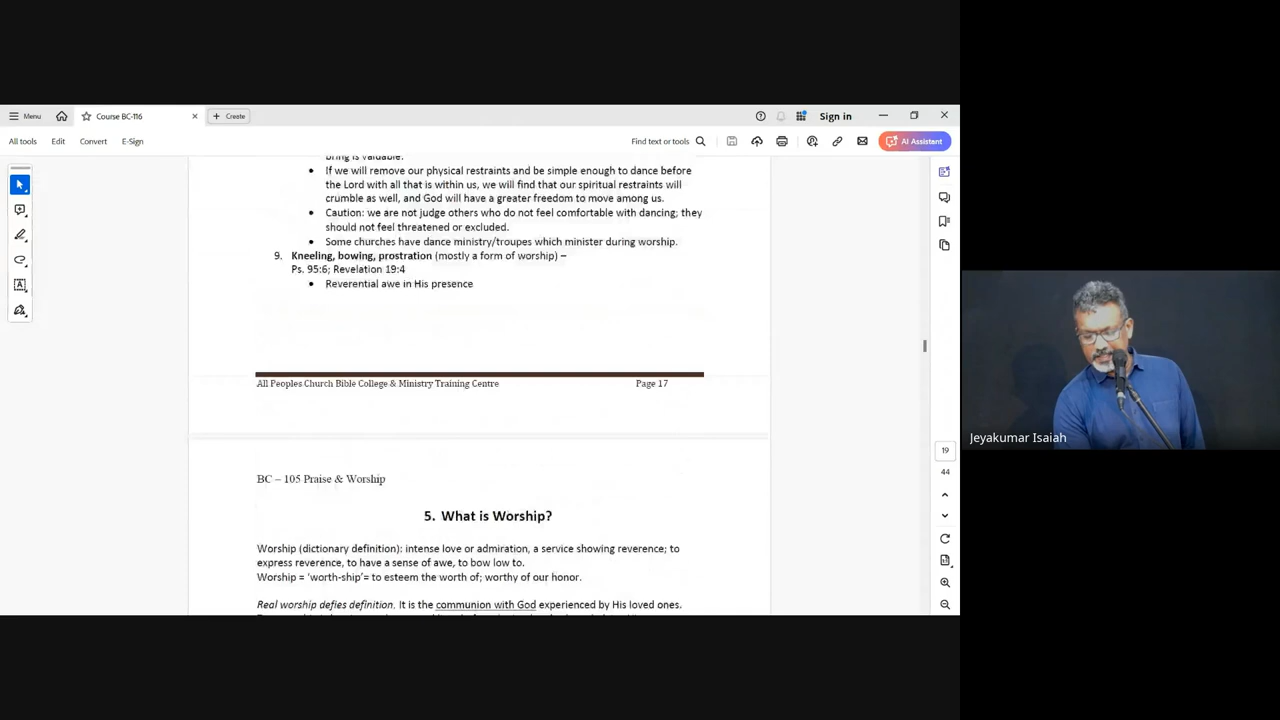 Menu
Course BC-116
Create
Sign in
All tools
Edit
Convert
E-Sign
Find text or tools
AI Assistant
bring is valuable.
• If we will remove our physical restraints and be simple enough to dance before
the Lord with all that is within us, we will find that our spiritual restraints will
crumble as well, and God will have a greater freedom to move among us.
• Caution: we are not judge others who do not feel comfortable with dancing; they
should not feel threatened or excluded.
• Some churches have dance ministry/troupes which minister during worship.
9. Kneeling, bowing, prostration (mostly a form of worship) –
Ps. 95:6; Revelation 19:4
• Reverential awe in His presence
All Peoples Church Bible College & Ministry Training Centre Page 17
BC – 105 Praise & Worship
5. What is Worship?
Worship (dictionary definition): intense love or admiration, a service showing reverence; to
express reverence, to have a sense of awe, to bow low to.
Worship = 'worth-ship'= to esteem the worth of; worthy of our honor.
Real worship defies definition. It is the communion with God experienced by His loved ones.
19
44
Jeyakumar Isaiah